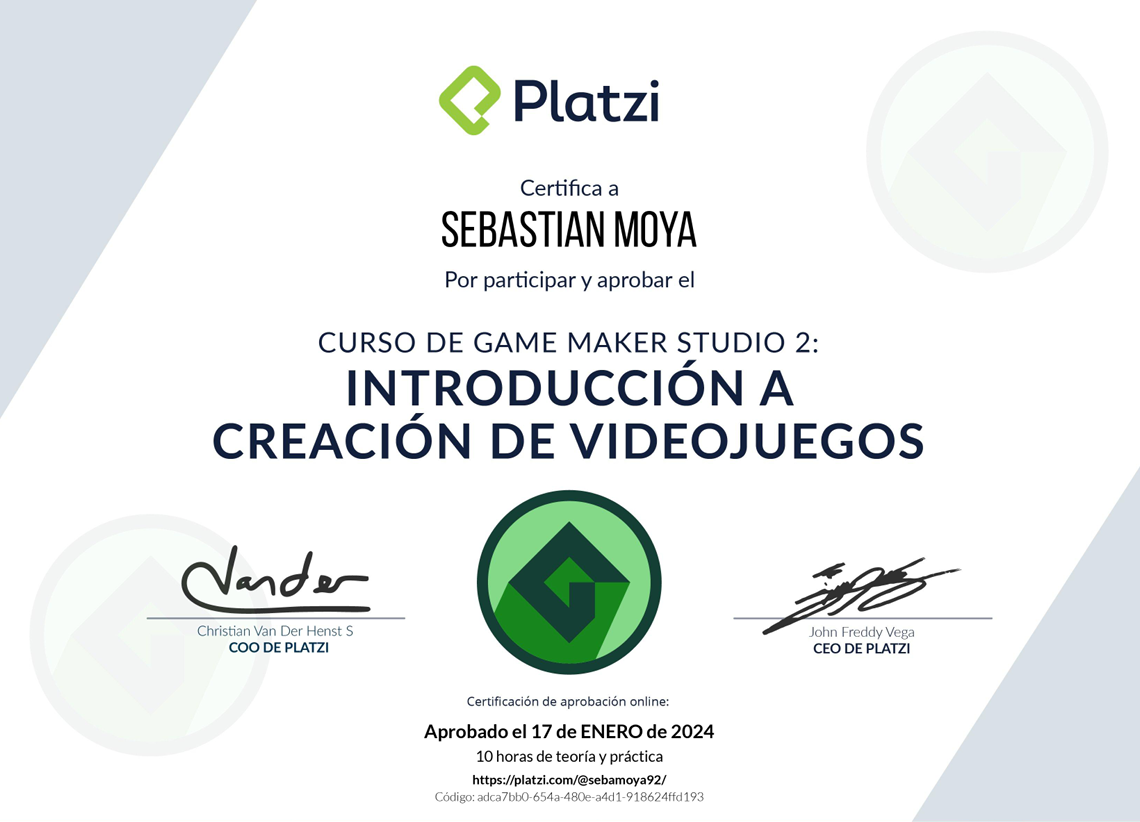 Platzi
Certifica a
SEBASTIAN MOYA
Por participar y aprobar el
CURSO DE GAME MAKER STUDIO 2:
INTRODUCCIÓN A
CREACIÓN DE VIDEOJUEGOS
Vander
Christian Van Der Henst S
COO DE PLATZI
John Freddy Vega
CEO DE PLATZI
Certificación de aprobación online:
Aprobado el 17 de ENERO de 2024
10 horas de teoría y práctica
https://platzi.com/@sebamoya92/
Código: adca7bb0-654a-480e-a4d1-918624ffd193